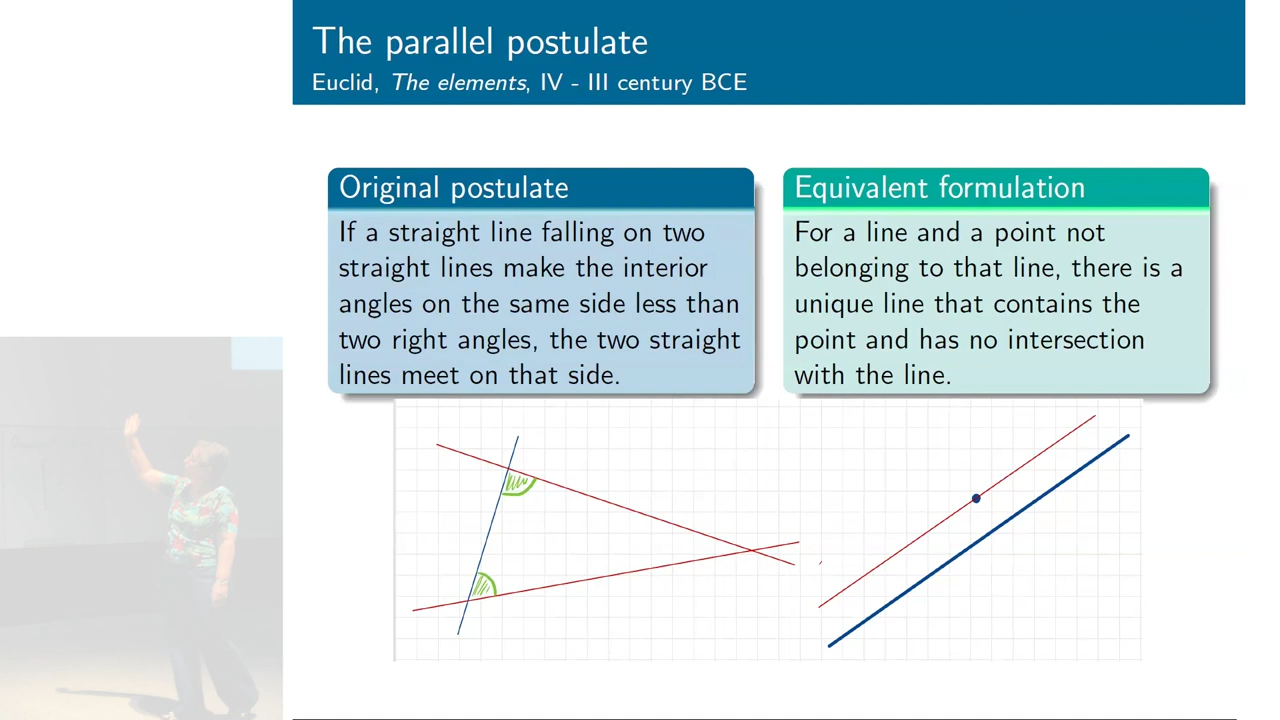 The parallel postulate
Euclid, The elements, IV - III century BCE
Original postulate
If a straight line falling on two
straight lines make the interior
angles on the same side less than
two right angles, the two straight
lines meet on that side.
Equivalent formulation
For a line and a point not
belonging to that line, there is a
unique line that contains the
point and has no intersection
with the line.